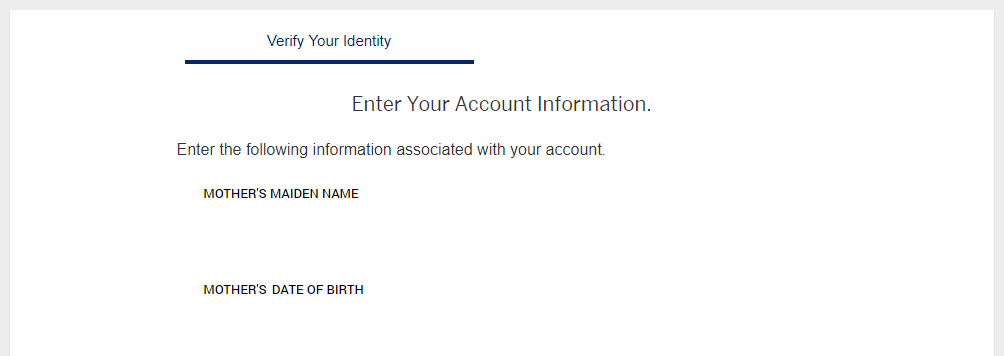 Verify Your Identity
Enter Your Account Information.
Enter the following information associated with your account.
MOTHER'S MAIDEN NAME
MOTHER'S DATE OF BIRTH